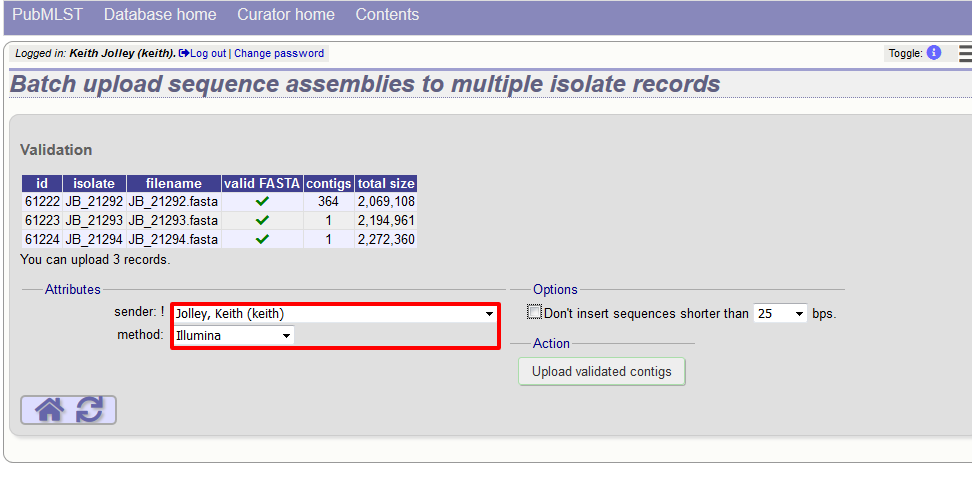 PubMLST Database home Curator home Contents
Logged in: Keith Jolley (keith). Log out | Change password Toggle: i
Batch upload sequence assemblies to multiple isolate records
Validation
id isolate filename valid FASTA contigs total size
61222 JB_21292 JB_21292.fasta 364 2,069,108
61223 JB_21293 JB_21293.fasta 1 2,194,961
61224 JB_21294 JB_21294.fasta 1 2,272,360
You can upload 3 records.
Attributes Options
sender: ! Jolley, Keith (keith) Don't insert sequences shorter than 25 bps.
method: Illumina
Action
Upload validated contigs